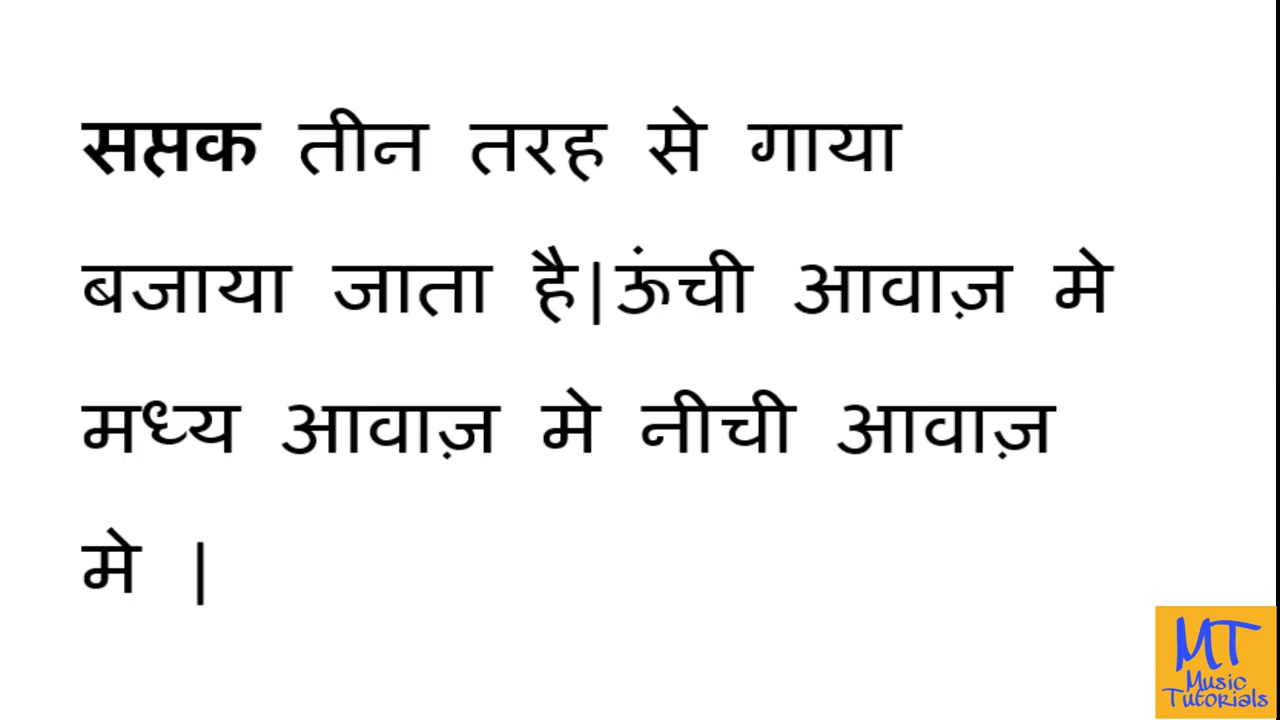 सप्तक तीन तरह से गाया
बजाया जाता है|ऊंची आवाज़ मे
मध्य आवाज़ मे नीची आवाज़
मे |
MT
Music
Tutorials